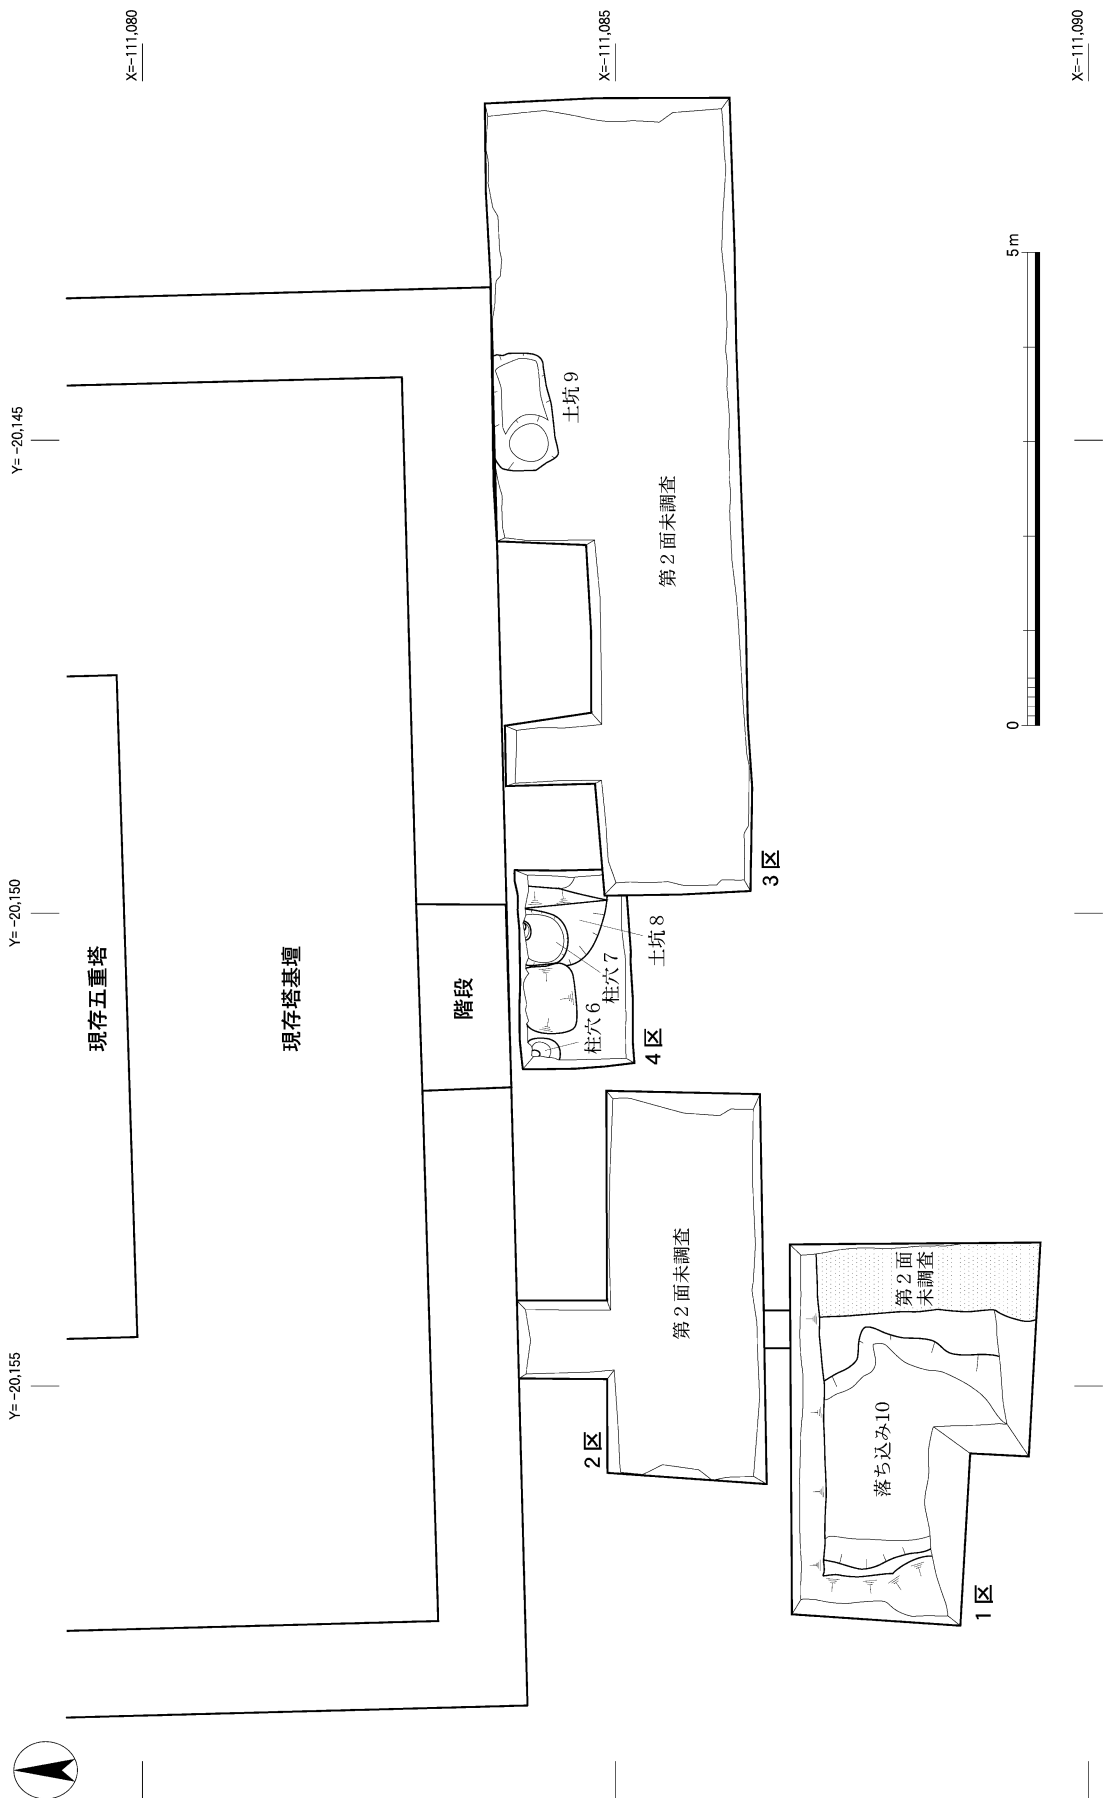 X=-111,080
X=-111,085
X=-111,090
Y= -20,145
Y= -20,150
Y= -20,155
現存五重塔
現存塔基壇
階段
土坑9
第2面未調査
3区
土坑8
柱穴7
柱穴6
4区
第2面未調査
2区
第2面
未調査
落ち込み10
1区
0
5m